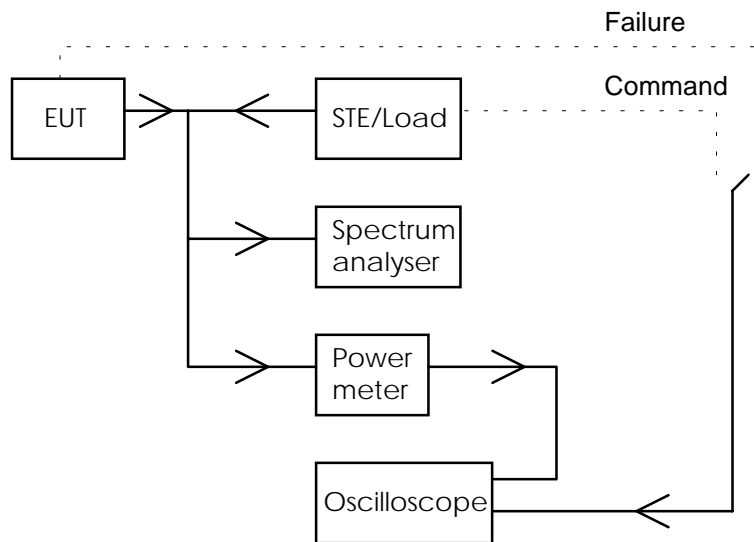 Failure
Command
EUT
STE/Load
Spectrum
analyser
Power
meter
Oscilloscope